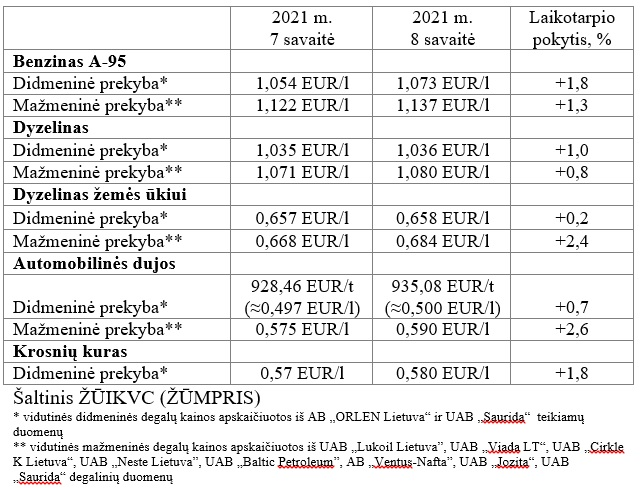 2021 m. 2021 m. Laikotarpio
7 savaitė 8 savaitė pokytis, %
Benzinas A-95
Didmeninė prekyba* 1,054 EUR/l 1,073 EUR/l +1,8
Mažmeninė prekyba** 1,122 EUR/l 1,137 EUR/l +1,3
Dyzelinas
Didmeninė prekyba* 1,035 EUR/l 1,036 EUR/l +1,0
Mažmeninė prekyba** 1,071 EUR/l 1,080 EUR/l +0,8
Dyzelinas žemės ūkiui
Didmeninė prekyba* 0,657 EUR/l 0,658 EUR/l +0,2
Mažmeninė prekyba** 0,668 EUR/l 0,684 EUR/l +2,4
Automobilinės dujos
928,46 EUR/t 935,08 EUR/t
Didmeninė prekyba* (≈0,497 EUR/l) (≈0,500 EUR/l) +0,7
Mažmeninė prekyba** 0,575 EUR/l 0,590 EUR/l +2,6
Krosnių kuras
Didmeninė prekyba* 0,57 EUR/l 0,580 EUR/l +1,8
Šaltinis ŽŪIKVC (ŽŪMPRIS)
* vidutinės didmeninės degalų kainos apskaičiuotos iš AB „ORLEN Lietuva” ir UAB „Saurida“ teikiamų
duomenų
** vidutinės mažmeninės degalų kainos apskaičiuotos iš UAB „Lukoil Lietuva”, UAB „Viada LT“, UAB „Cirkle
K Lietuva“, UAB „Neste Lietuva”, UAB „Baltic Petroleum”, AB „Ventus-Nafta”, UAB „Jozita“, UAB
„Saurida” degalinių duomenų